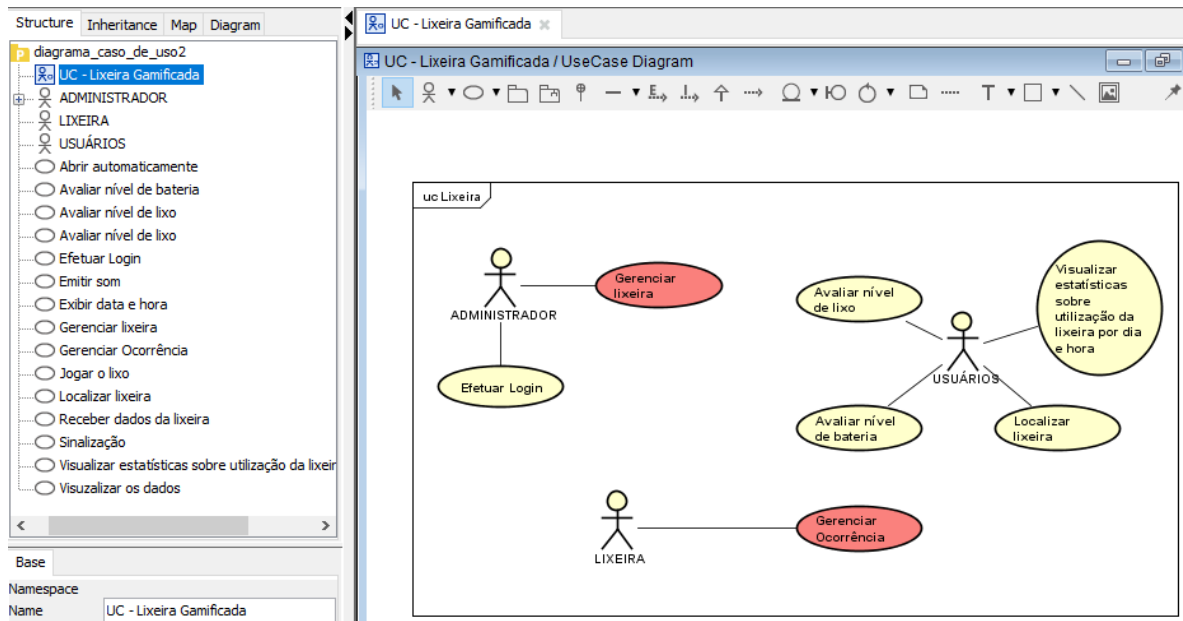 Structure Inheritance Map Diagram
diagrama_caso_de_uso2
UC - Lixeira Gamificada
ADMINISTRADOR
LIXEIRA
USUÁRIOS
Abrir automaticamente
Avaliar nível de bateria
Avaliar nível de lixo
Avaliar nível de lixo
Efetuar Login
Emitir som
Exibir data e hora
Gerenciar lixeira
Gerenciar Ocorrência
Jogar o lixo
Localizar lixeira
Receber dados da lixeira
Sinalização
Visualizar estatísticas sobre utilização da lixeir
Visuzalizar os dados
Base
Namespace
Name UC - Lixeira Gamificada
UC - Lixeira Gamificada
UC - Lixeira Gamificada / UseCase Diagram
E
I
T
uc Lixeira
ADMINISTRADOR
Gerenciar
lixeira
Efetuar Login
Avaliar nível
de lixo
USUÁRIOS
Visualizar
estatísticas
sobre
utilização da
lixeira por dia
e hora
Avaliar nível
de bateria
Localizar
lixeira
LIXEIRA
Gerenciar
Ocorrência